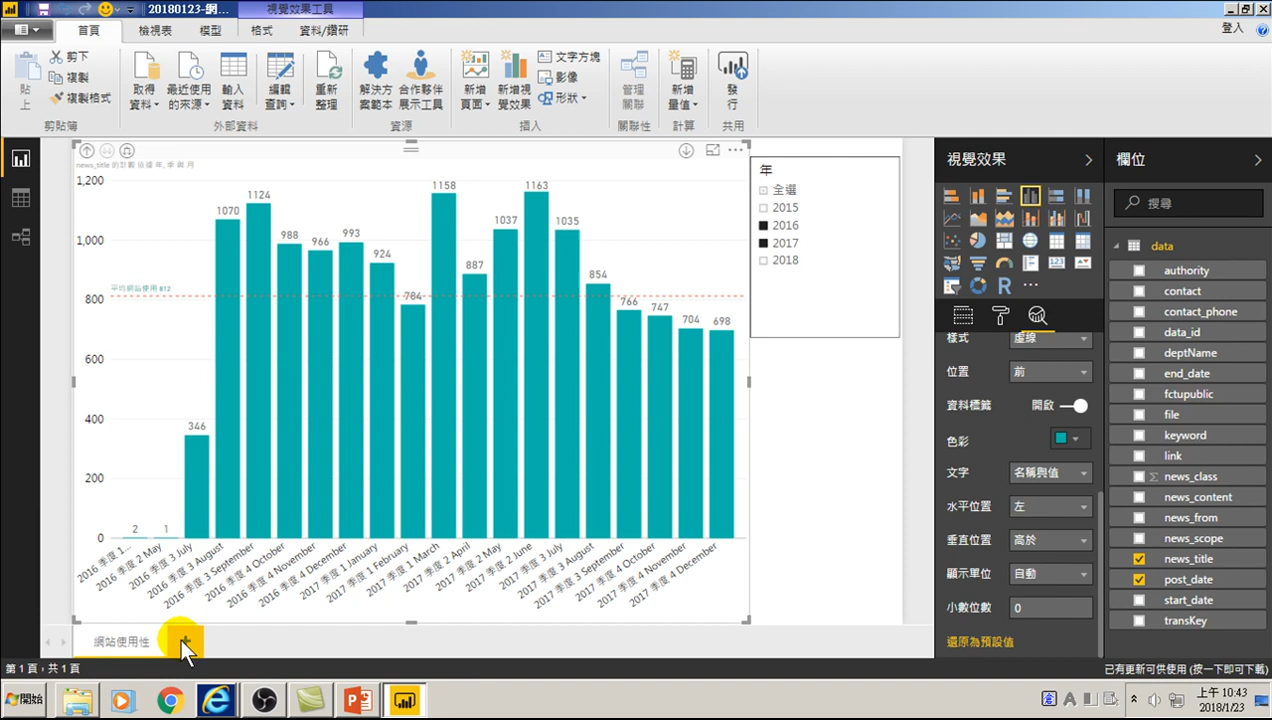 20180123-網...
視覺效果工具
首頁
檢視表
模型
格式
資料/鑽研
登入
貼上
剪下
複製
複製格式
剪貼簿
取得資料
最近使用的來源
輸入資料
編輯查詢
外部資料
重新整理
解決方案範本
合作夥伴展示工具
資源
新增頁面
新增視覺效果
文字方塊
影像
形狀
插入
管理關聯
關聯性
新增量值
計算
發行
共用
news_title 的計數 依據 年, 季 與 月
1,200
1,000
800
600
400
200
0
平均網站使用 812
2
1
346
1070
1124
988
966
993
924
784
1158
887
1037
1163
1035
854
766
747
704
698
2016 季度 1...
2016 季度 2 May
2016 季度 3 July
2016 季度 3 August
2016 季度 3 September
2016 季度 4 October
2016 季度 4 November
2016 季度 4 December
2017 季度 1 January
2017 季度 1 February
2017 季度 1 March
2017 季度 2 April
2017 季度 2 May
2017 季度 2 June
2017 季度 3 July
2017 季度 3 August
2017 季度 3 September
2017 季度 4 October
2017 季度 4 November
2017 季度 4 December
年
全選
2015
2016
2017
2018
視覺效果
樣式
虛線
位置
前
資料標籤
開啟
色彩
文字
名稱與值
水平位置
左
垂直位置
高於
顯示單位
自動
小數位數
0
還原為預設值
欄位
搜尋
data
authority
contact
contact_phone
data_id
deptName
end_date
fctupublic
file
keyword
link
news_class
news_content
news_from
news_scope
news_title
post_date
start_date
transKey
網站使用性
第 1 頁，共 1 頁
已有更新可供使用 (按一下即可下載)
開始
上午 10:43
2018/1/23